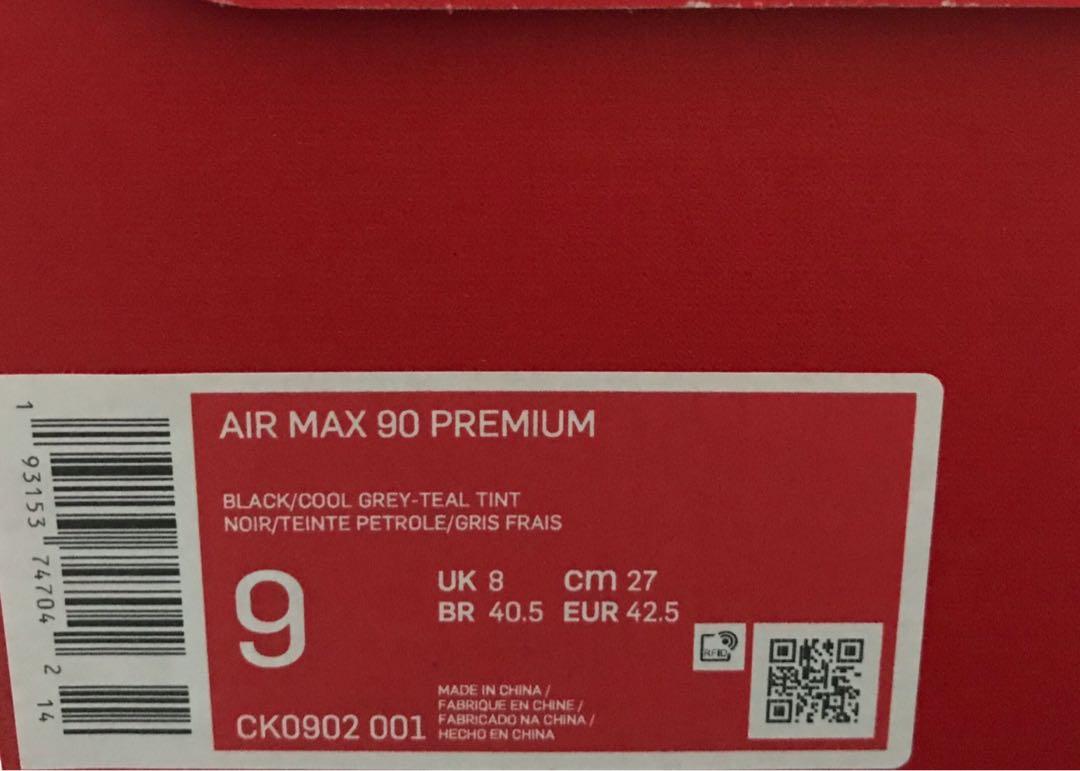 AIR MAX 90 PREMIUM
BLACK/COOL GREY-TEAL TINT
NOIR/TEINTE PETROLE/GRIS FRAIS
9
UK 8 cm 27
BR 40.5 EUR 42.5
RFID
MADE IN CHINA /
FABRIQUE EN CHINE /
FABRICADO NA CHINA /
HECHO EN CHINA
CK0902 001
1 93153 74704 2 14